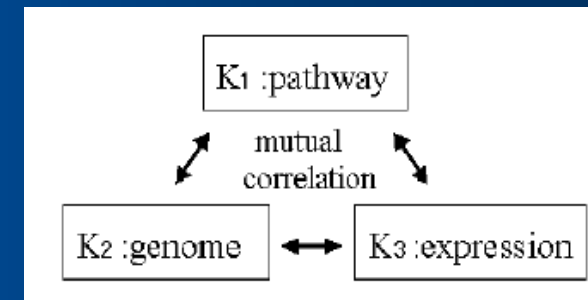 K1 :pathway
mutual
correlation
K2 :genome
K3 :expression